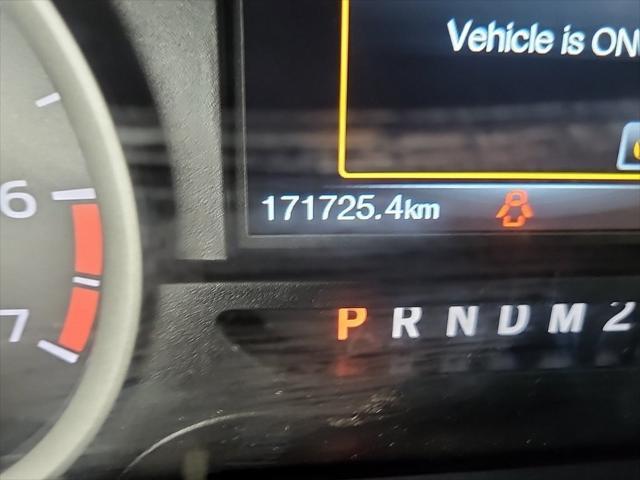 Vehicle is ON
171725.4km
6
7
P R N D M 2